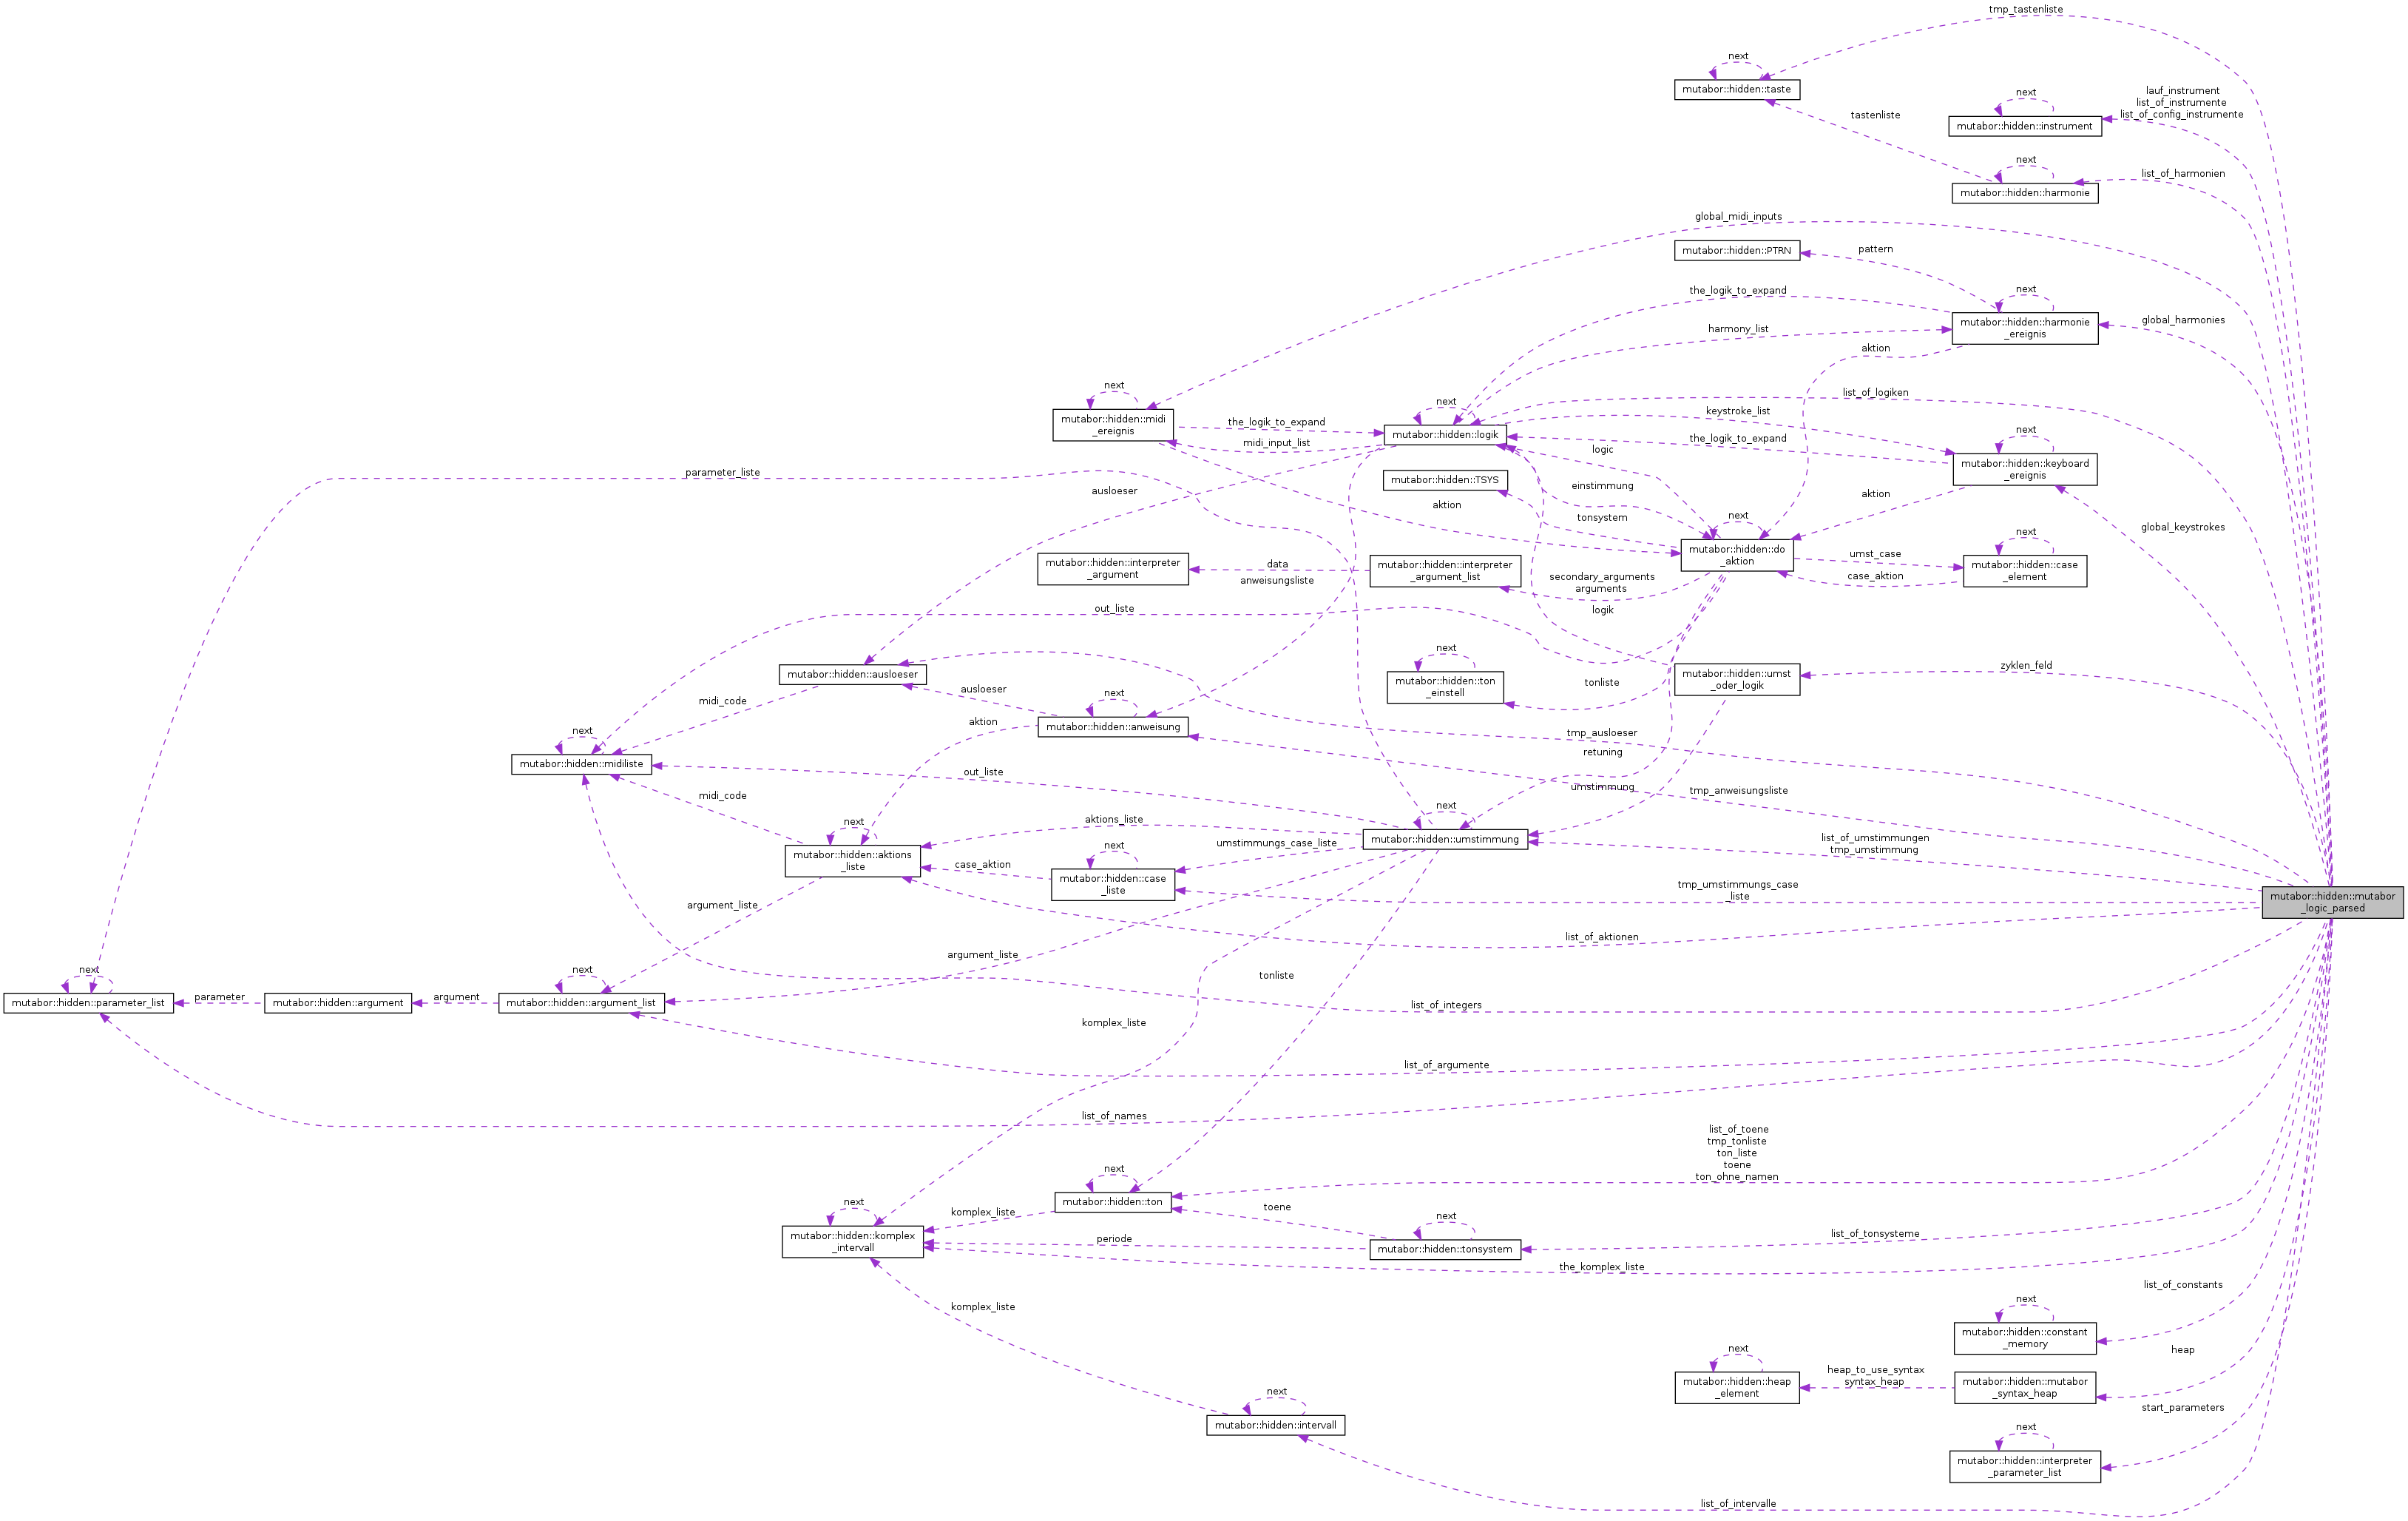 tmp_tastenliste
next
mutabor::hidden::taste
lauf_instrument
list_of_instrumente
list_of_config_instrumente
next
mutabor::hidden::instrument
tastenliste
next
list_of_harmonien
mutabor::hidden::harmonie
global_midi_inputs
mutabor::hidden::PTRN
pattern
the_logik_to_expand
next
mutabor::hidden::harmonie
_ereignis
global_harmonies
harmony_list
aktion
next
mutabor::hidden::midi
_ereignis
the_logik_to_expand
midi_input_list
next
mutabor::hidden::logik
list_of_logiken
keystroke_list
the_logik_to_expand
next
mutabor::hidden::keyboard
_ereignis
logic
parameter_liste
mutabor::hidden::TSYS
einstimmung
ausloeser
aktion
tonsystem
aktion
next
mutabor::hidden::do
_aktion
global_keystrokes
umst_case
next
mutabor::hidden::case
_element
case_aktion
mutabor::hidden::interpreter
_argument
data
anweisungsliste
mutabor::hidden::interpreter
_argument_list
secondary_arguments
arguments
out_liste
logik
next
mutabor::hidden::ton
_einstell
tonliste
mutabor::hidden::umst
_oder_logik
zyklen_feld
mutabor::hidden::ausloeser
ausloeser
next
mutabor::hidden::anweisung
midi_code
aktion
next
mutabor::hidden::midiliste
tmp_ausloeser
retuning
out_liste
umstimmung
tmp_anweisungsliste
midi_code
next
mutabor::hidden::aktions
_liste
aktions_liste
next
mutabor::hidden::umstimmung
umstimmungs_case_liste
next
mutabor::hidden::case
_liste
case_aktion
list_of_umstimmungen
tmp_umstimmung
tmp_umstimmungs_case
_liste
mutabor::hidden::mutabor
_logic_parsed
argument_liste
list_of_aktionen
argument_liste
next
mutabor::hidden::parameter_list
parameter
mutabor::hidden::argument
argument
next
mutabor::hidden::argument_list
tonliste
list_of_integers
komplex_liste
list_of_argumente
list_of_names
list_of_toene
tmp_tonliste
ton_liste
toene
ton_ohne_namen
next
mutabor::hidden::ton
komplex_liste
next
mutabor::hidden::komplex
_intervall
toene
periode
next
mutabor::hidden::tonsystem
list_of_tonsysteme
the_komplex_liste
list_of_constants
komplex_liste
next
mutabor::hidden::constant
_memory
heap
next
mutabor::hidden::heap
_element
heap_to_use_syntax
syntax_heap
mutabor::hidden::mutabor
_syntax_heap
next
mutabor::hidden::intervall
start_parameters
next
mutabor::hidden::interpreter
_parameter_list
list_of_intervalle